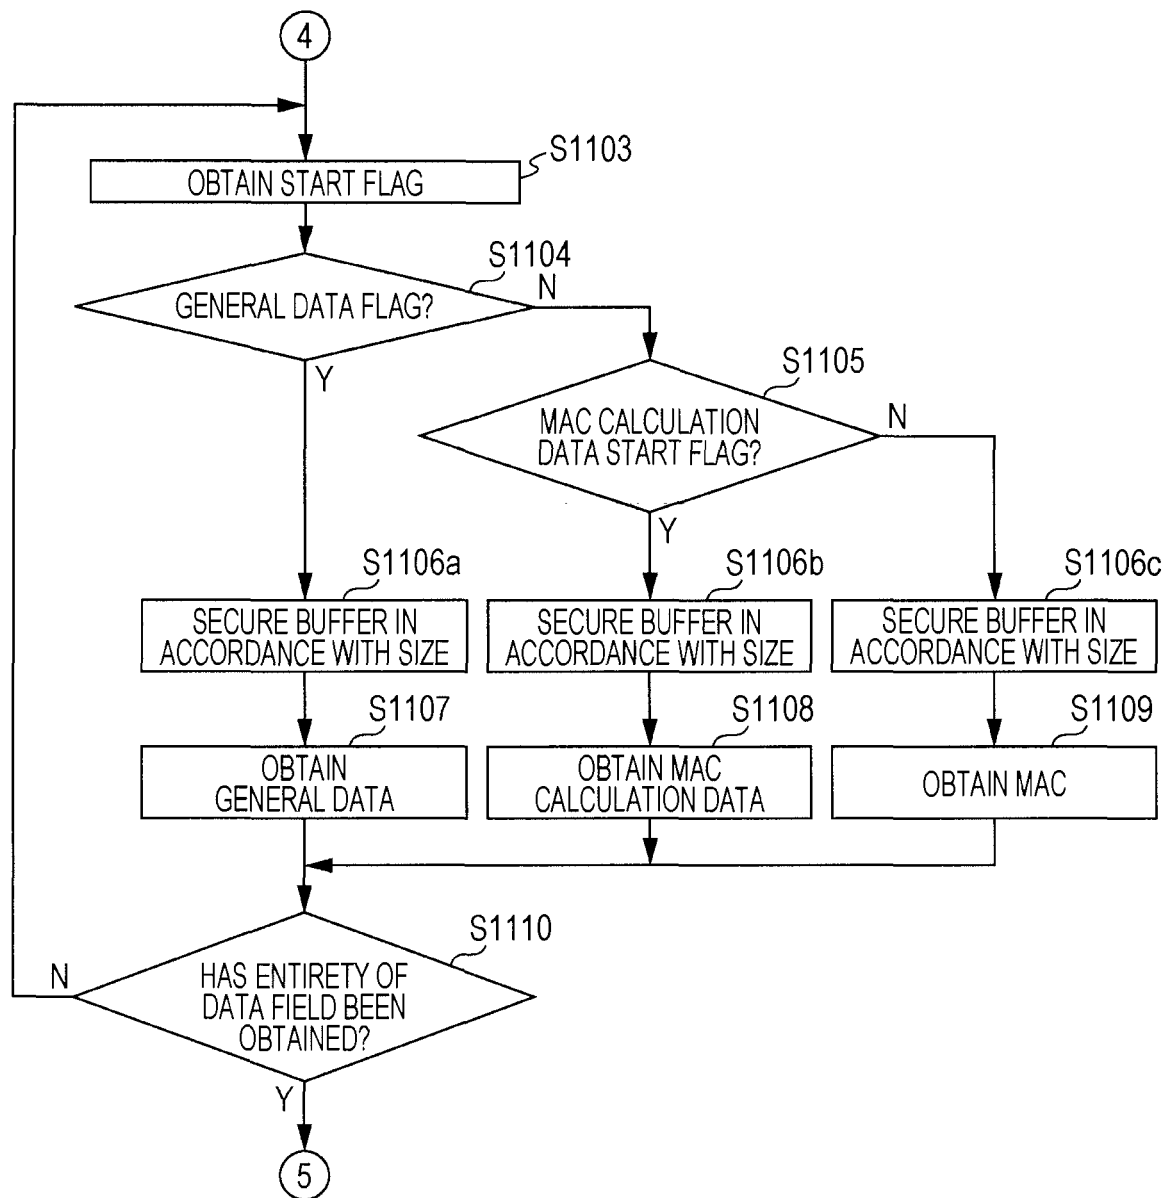 4
S1103
OBTAIN START FLAG
S1104
GENERAL DATA FLAG?
N
Y
S1105
MAC CALCULATION
DATA START FLAG?
N
Y
S1106a
SECURE BUFFER IN
ACCORDANCE WITH SIZE
S1106b
SECURE BUFFER IN
ACCORDANCE WITH SIZE
S1106c
SECURE BUFFER IN
ACCORDANCE WITH SIZE
S1107
OBTAIN
GENERAL DATA
S1108
OBTAIN MAC
CALCULATION DATA
S1109
OBTAIN MAC
S1110
N
HAS ENTIRETY OF
DATA FIELD BEEN
OBTAINED?
Y
5